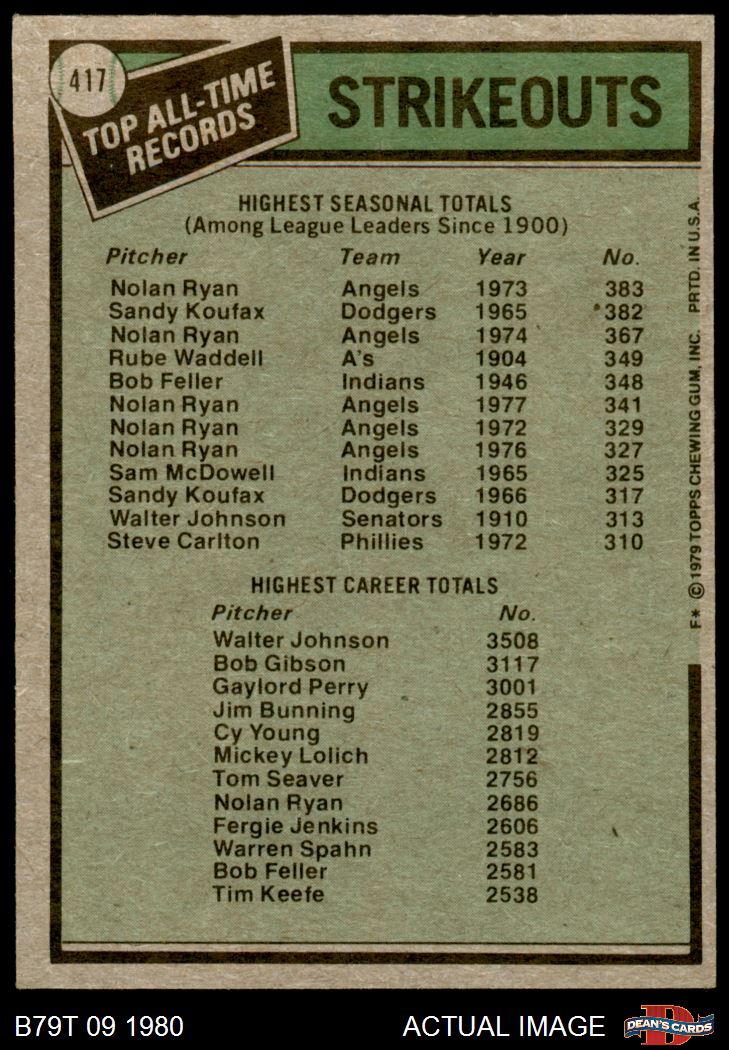 417
TOP ALL-TIME
RECORDS
STRIKEOUTS
HIGHEST SEASONAL TOTALS
(Among League Leaders Since 1900)
Pitcher Team Year No.
Nolan Ryan Angels 1973 383
Sandy Koufax Dodgers 1965 382
Nolan Ryan Angels 1974 367
Rube Waddell A's 1904 349
Bob Feller Indians 1946 348
Nolan Ryan Angels 1977 341
Nolan Ryan Angels 1972 329
Nolan Ryan Angels 1976 327
Sam McDowell Indians 1965 325
Sandy Koufax Dodgers 1966 317
Walter Johnson Senators 1910 313
Steve Carlton Phillies 1972 310
HIGHEST CAREER TOTALS
Pitcher No.
Walter Johnson 3508
Bob Gibson 3117
Gaylord Perry 3001
Jim Bunning 2855
Cy Young 2819
Mickey Lolich 2812
Tom Seaver 2756
Nolan Ryan 2686
Fergie Jenkins 2606
Warren Spahn 2583
Bob Feller 2581
Tim Keefe 2538
F* © 1979 TOPPS CHEWING GUM, INC. PRTD. IN U.S.A.
B79T 09 1980 ACTUAL IMAGE
D
DEAN'S CARDS